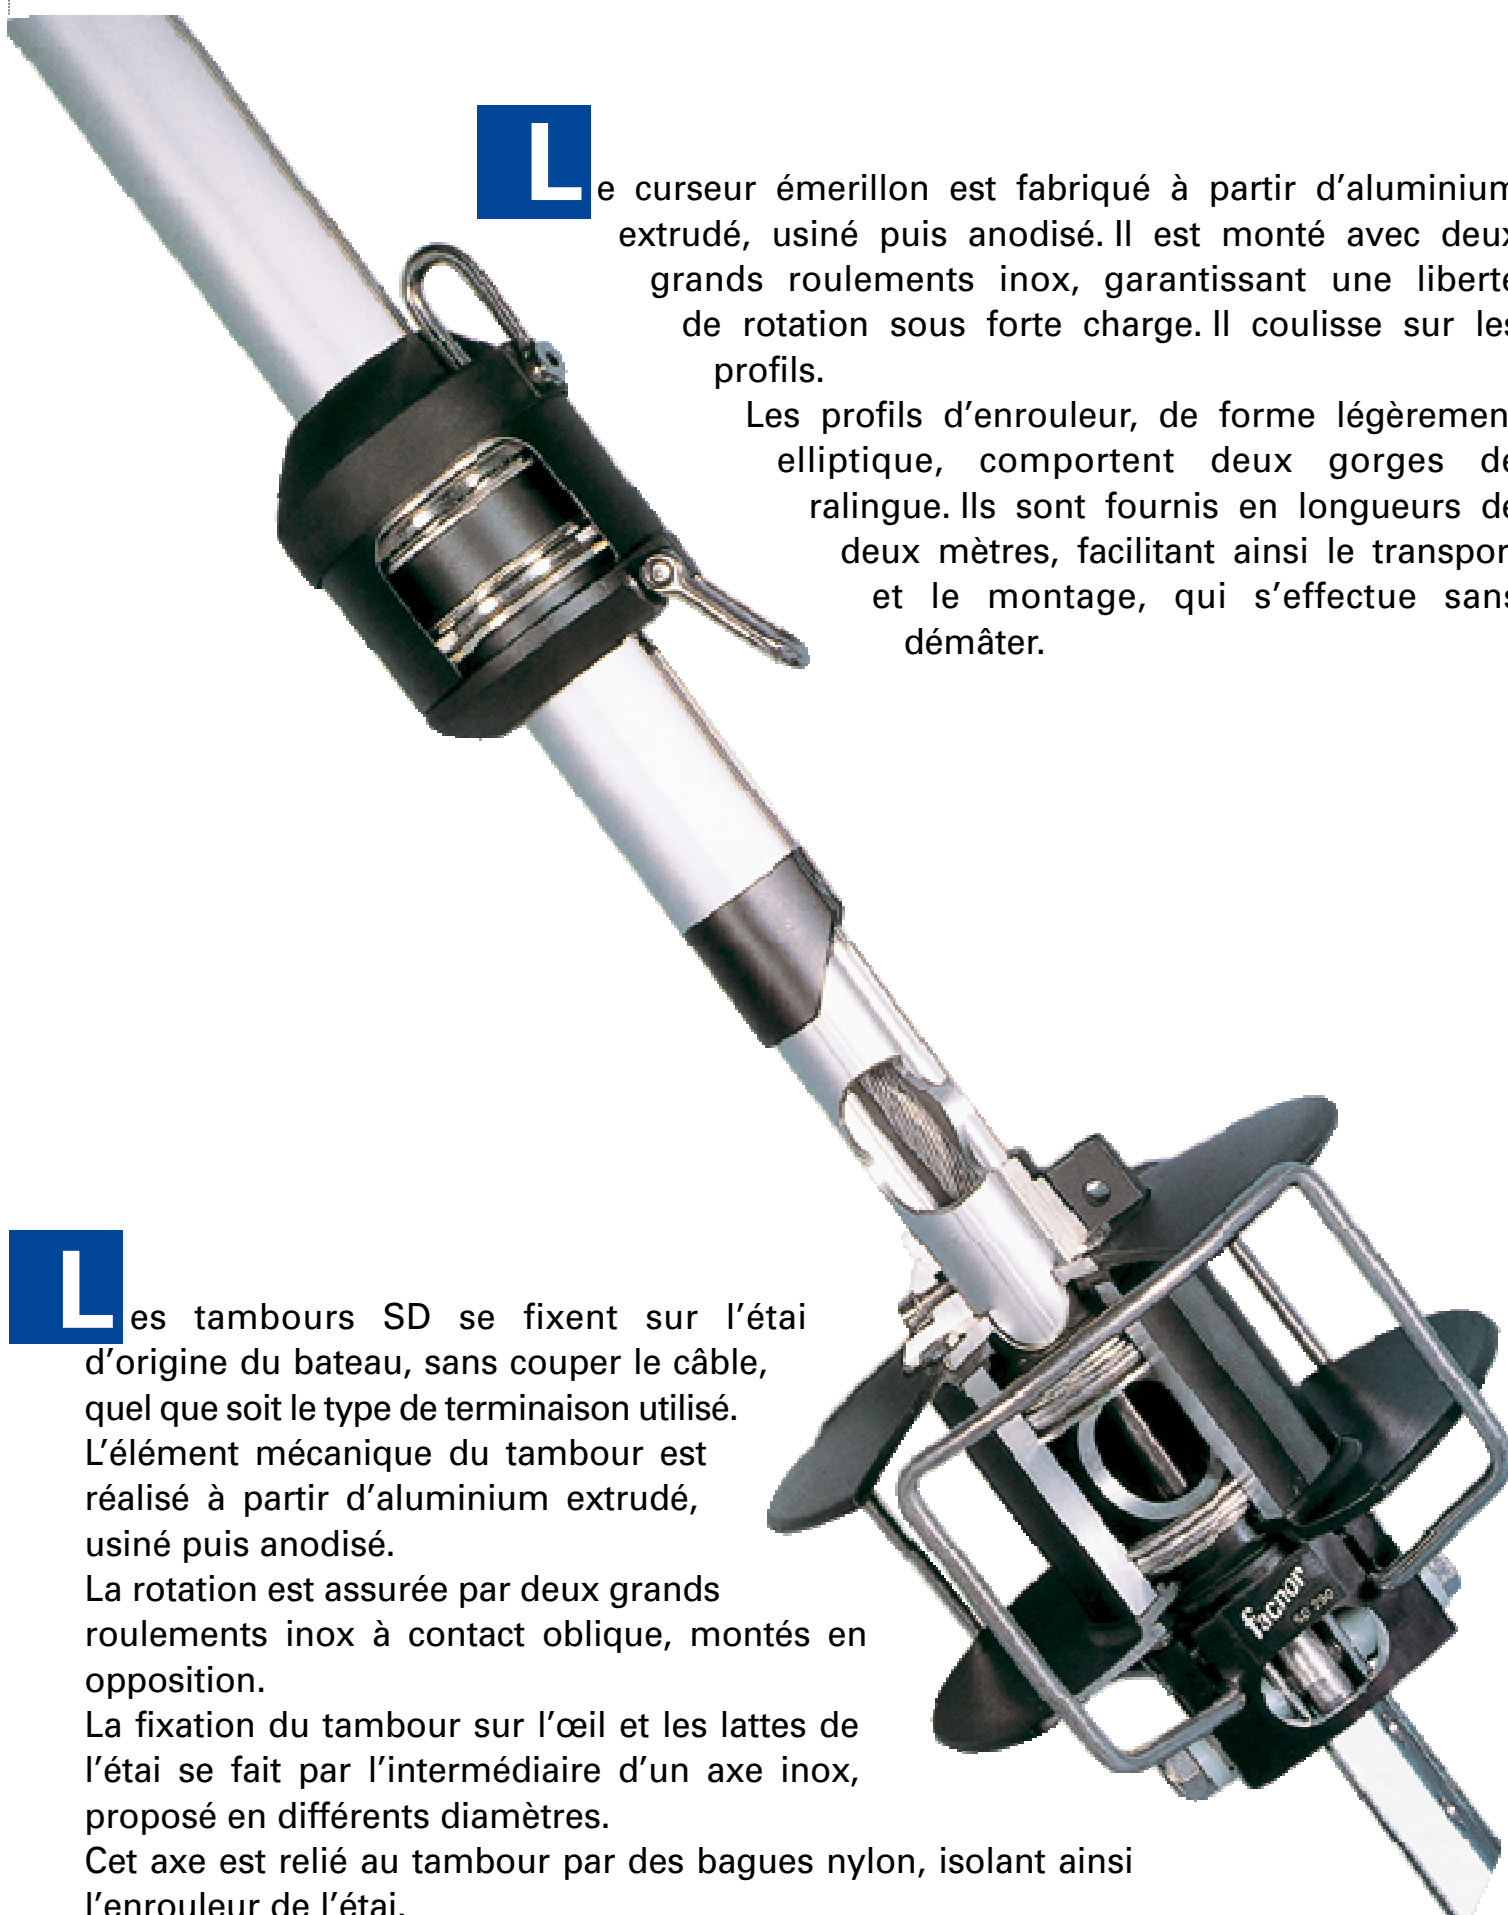 Le curseur émerillon est fabriqué à partir d’aluminium
extrudé, usiné puis anodisé. Il est monté avec deux
grands roulements inox, garantissant une liberté
de rotation sous forte charge. Il coulisse sur les
profils.
Les profils d’enrouleur, de forme légèremen
elliptique, comportent deux gorges de
ralingue. Ils sont fournis en longueurs de
deux mètres, facilitant ainsi le transpor
et le montage, qui s’effectue sans
démâter.
Les tambours SD se fixent sur l’étai
d’origine du bateau, sans couper le câble,
quel que soit le type de terminaison utilisé.
L’élément mécanique du tambour est
réalisé à partir d’aluminium extrudé,
usiné puis anodisé.
La rotation est assurée par deux grands
roulements inox à contact oblique, montés en
opposition.
La fixation du tambour sur l’œil et les lattes de
l’étai se fait par l’intermédiaire d’un axe inox,
proposé en différents diamètres.
Cet axe est relié au tambour par des bagues nylon, isolant ainsi
l’enrouleur de l’étai.
facnor